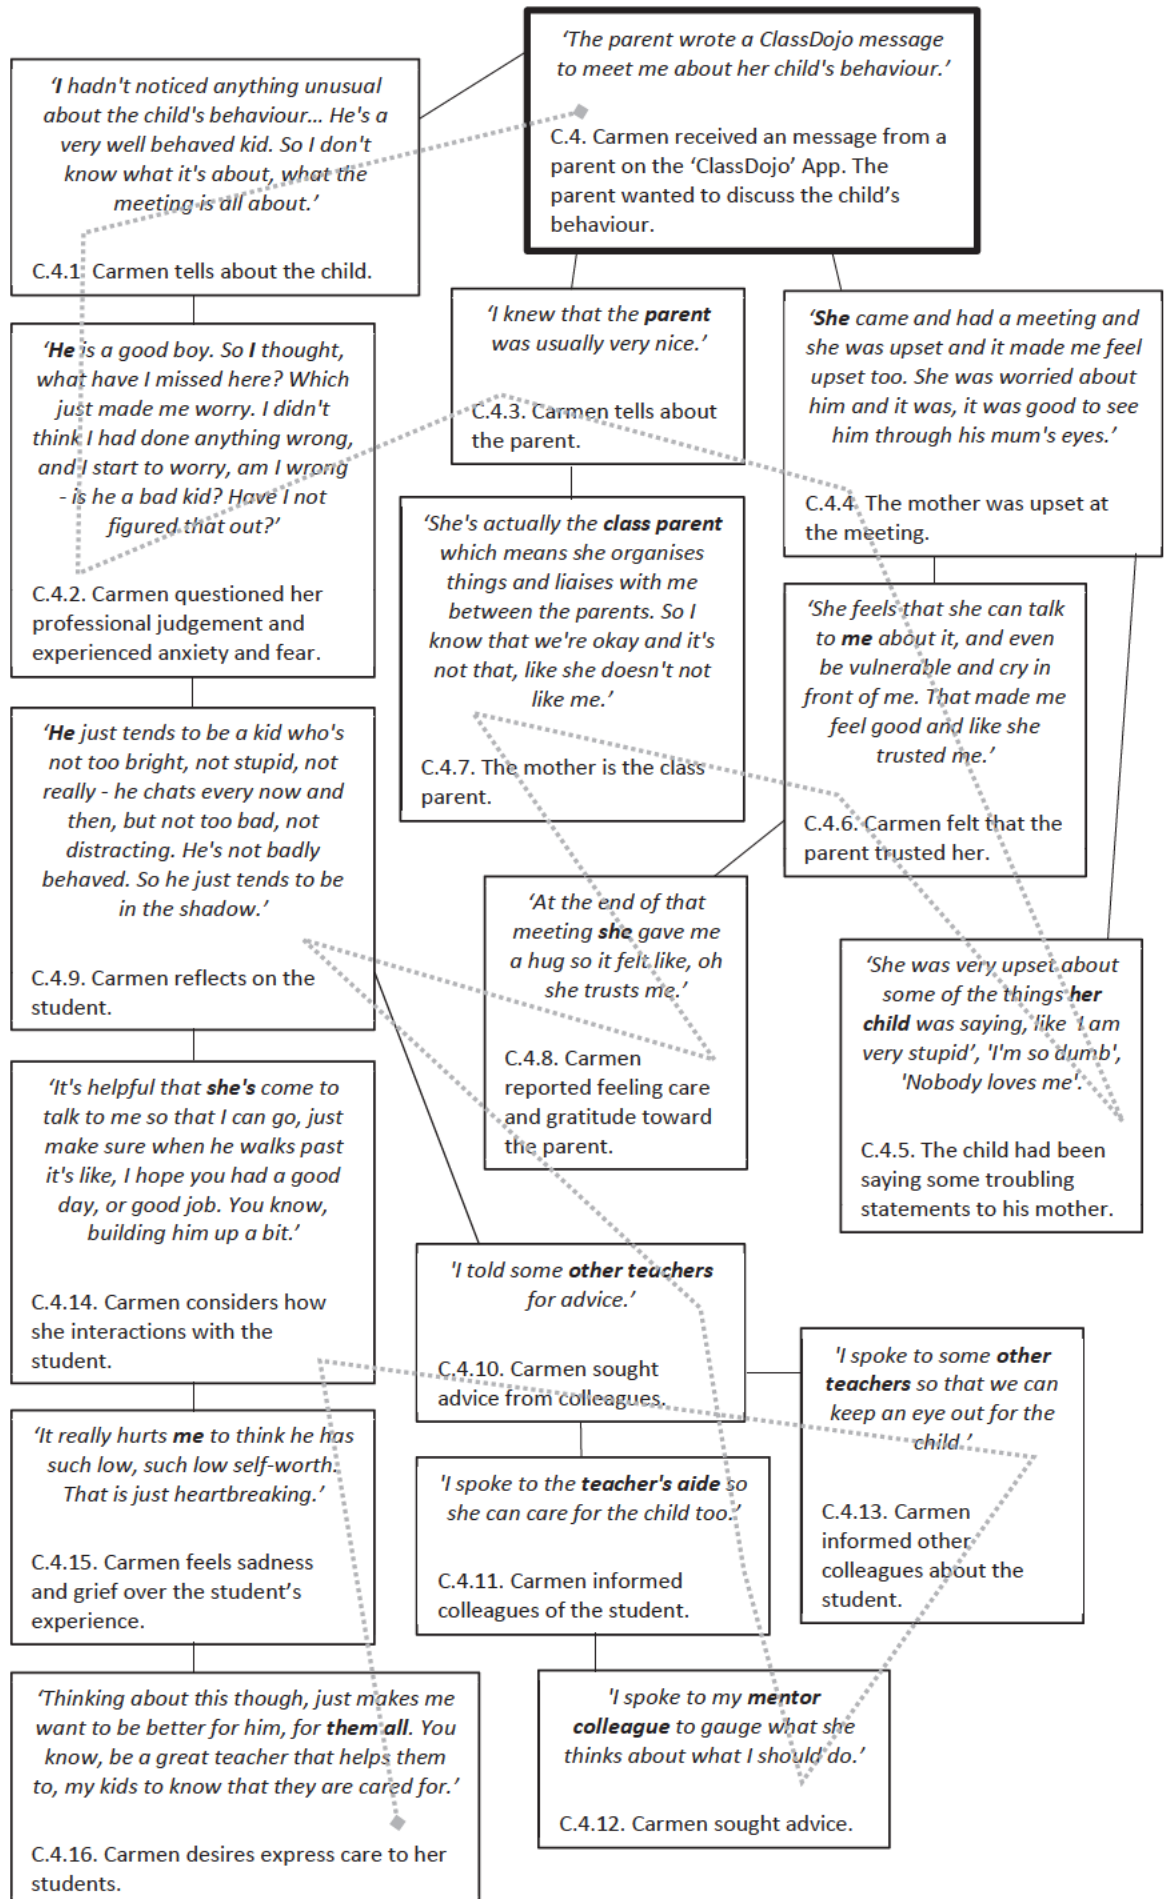 ‘The parent wrote a ClassDojo message
to meet me about her child's behaviour.’
C.4. Carmen received an message from a
parent on the ‘ClassDojo’ App. The
parent wanted to discuss the child’s
behaviour.
‘I hadn't noticed anything unusual
about the child's behaviour... He's a
very well behaved kid. So I don't
know what it's about, what the
meeting is all about.’
C.4.1 Carmen tells about the child.
‘He is a good boy. So I thought,
what have I missed here? Which
just made me worry. I didn't
think I had done anything wrong,
and I start to worry, am I wrong
- is he a bad kid? Have I not
figured that out?’
C.4.2. Carmen questioned her
professional judgement and
experienced anxiety and fear.
‘I knew that the parent
was usually very nice.’
C.4.3. Carmen tells about
the parent.
‘She came and had a meeting and
she was upset and it made me feel
upset too. She was worried about
him and it was, it was good to see
him through his mum's eyes.’
C.4.4. The mother was upset at
the meeting.
‘She was very upset about
some of the things her
child was saying, like ‘I am
very stupid’, 'I'm so dumb',
'Nobody loves me'.
C.4.5. The child had been
saying some troubling
statements to his mother.
‘She feels that she can talk
to me about it, and even
be vulnerable and cry in
front of me. That made me
feel good and like she
trusted me.’
C.4.6. Carmen felt that the
parent trusted her.
‘She's actually the class parent
which means she organises
things and liaises with me
between the parents. So I
know that we're okay and it's
not that, like she doesn't not
like me.’
C.4.7. The mother is the class
parent.
‘At the end of that
meeting she gave me
a hug so it felt like, oh
she trusts me.’
C.4.8. Carmen
reported feeling care
and gratitude toward
the parent.
‘He just tends to be a kid who's
not too bright, not stupid, not
really - he chats every now and
then, but not too bad, not
distracting. He's not badly
behaved. So he just tends to be
in the shadow.’
C.4.9. Carmen reflects on the
student.
'I told some other teachers
for advice.’
C.4.10. Carmen sought
advice from colleagues.
'I spoke to the teacher's aide so
she can care for the child too.’
C.4.11. Carmen informed
colleagues of the student.
'I spoke to my mentor
colleague to gauge what she
thinks about what I should do.’
C.4.12. Carmen sought advice.
'I spoke to some other
teachers so that we can
keep an eye out for the
child.’
C.4.13. Carmen
informed other
colleagues about the
student.
‘It's helpful that she's come to
talk to me so that I can go, just
make sure when he walks past
it's like, I hope you had a good
day, or good job. You know,
building him up a bit.’
C.4.14. Carmen considers how
she interactions with the
student.
‘It really hurts me to think he has
such low, such low self-worth.
That is just heartbreaking.’
C.4.15. Carmen feels sadness
and grief over the student’s
experience.
‘Thinking about this though, just makes me
want to be better for him, for them all. You
know, be a great teacher that helps them
to, my kids to know that they are cared for.’
C.4.16. Carmen desires express care to her
students.